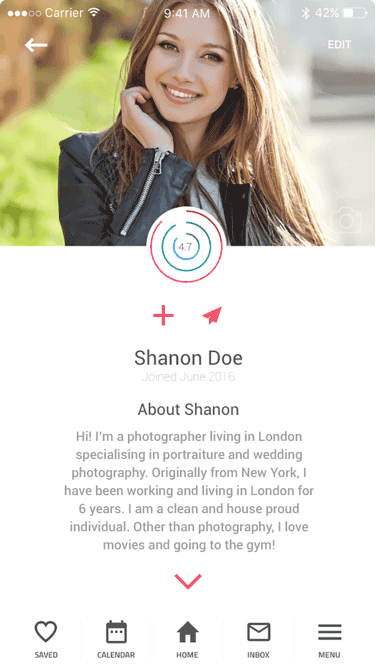 Carrier 9:41 AM 42%
EDIT
4.7
Shanon Doe
Joined June 2016
About Shanon
Hi! I'm a photographer living in London
specialising in portraiture and wedding
photography. Originally from New York, I
have been working and living in London for
6 years. I am a clean and house proud
individual. Other than photography, I love
movies and going to the gym!
SAVED CALENDAR HOME INBOX MENU